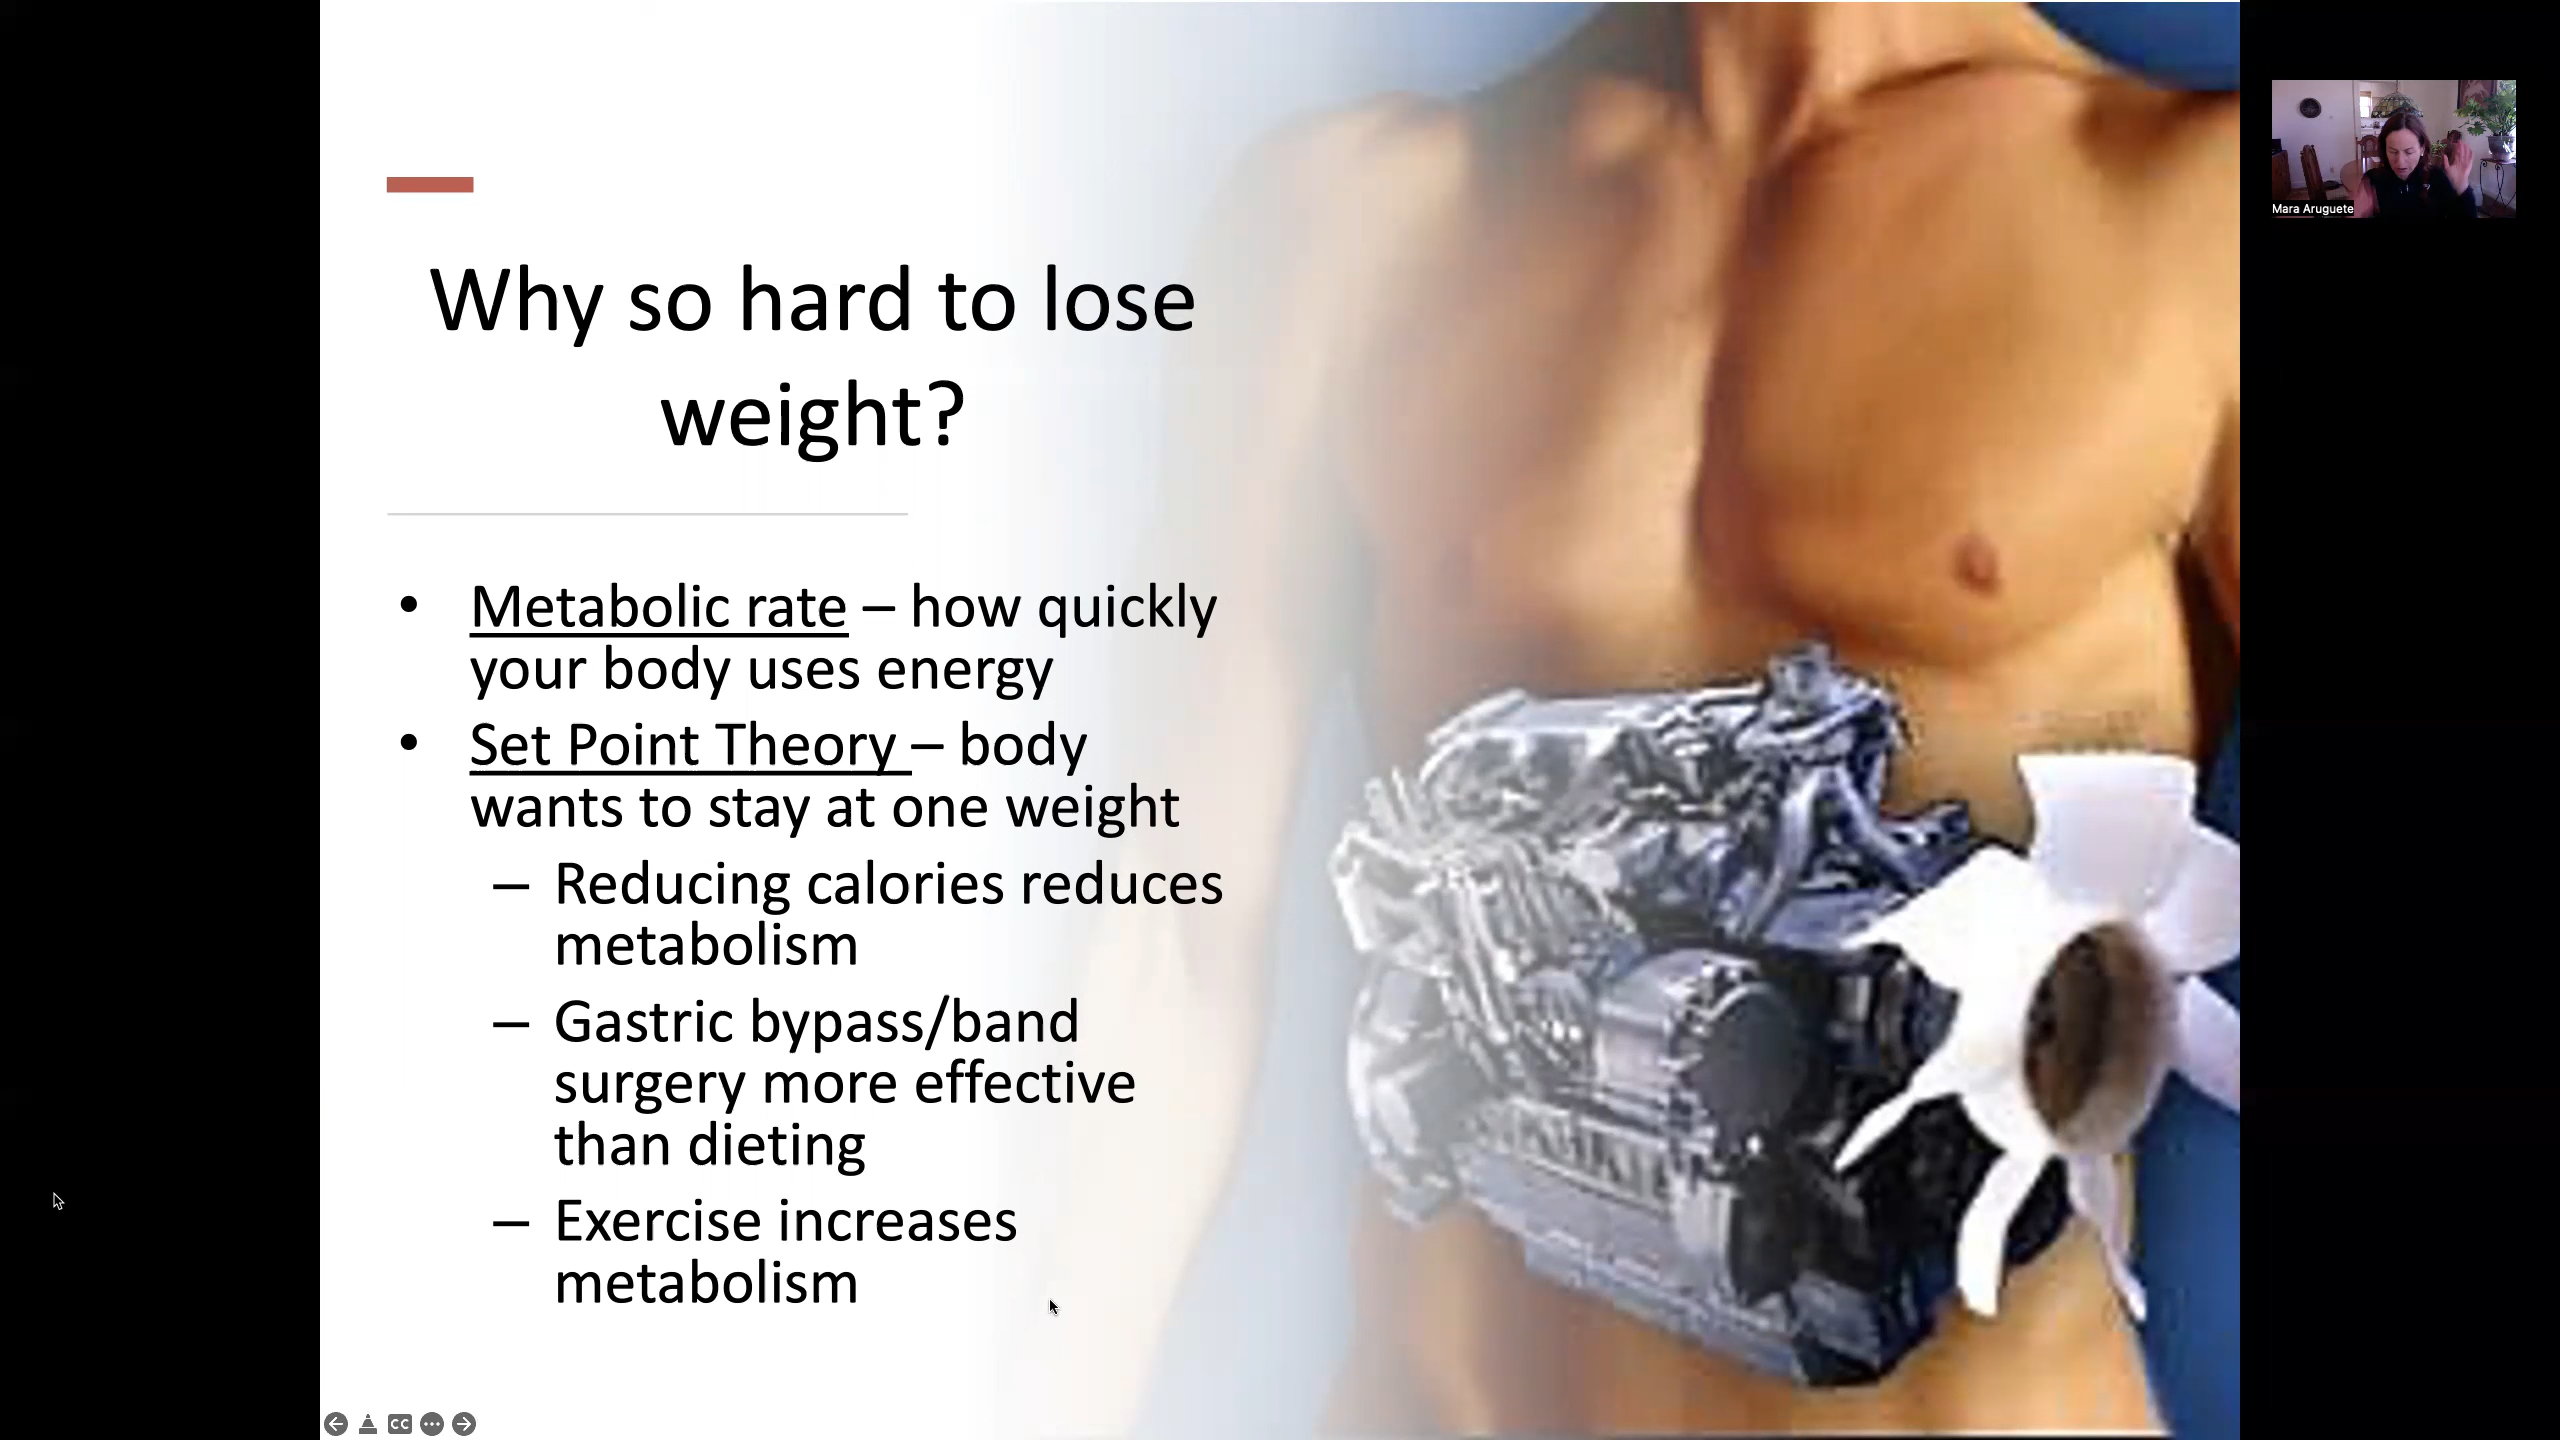 Why so hard to lose
weight?
• Metabolic rate – how quickly
your body uses energy
• Set Point Theory – body
wants to stay at one weight
– Reducing calories reduces
metabolism
– Gastric bypass/band
surgery more effective
than dieting
– Exercise increases
metabolism
Mara Aruguete
CC